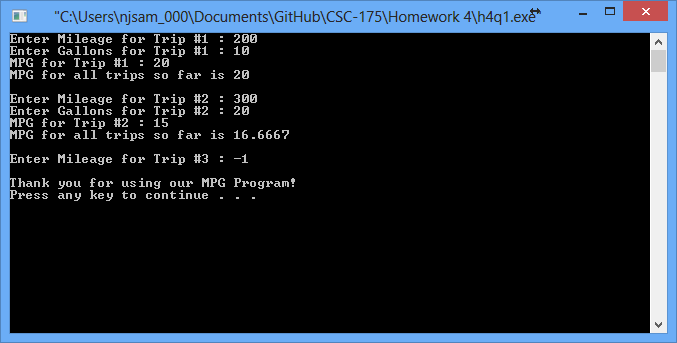 "C:\Users\njsam_000\Documents\GitHub\CSC-175\Homework 4\h4q1.exe"
Enter Mileage for Trip #1 : 200
Enter Gallons for Trip #1 : 10
MPG for Trip #1 : 20
MPG for all trips so far is 20
Enter Mileage for Trip #2 : 300
Enter Gallons for Trip #2 : 20
MPG for Trip #2 : 15
MPG for all trips so far is 16.6667
Enter Mileage for Trip #3 : -1
Thank you for using our MPG Program!
Press any key to continue . . .